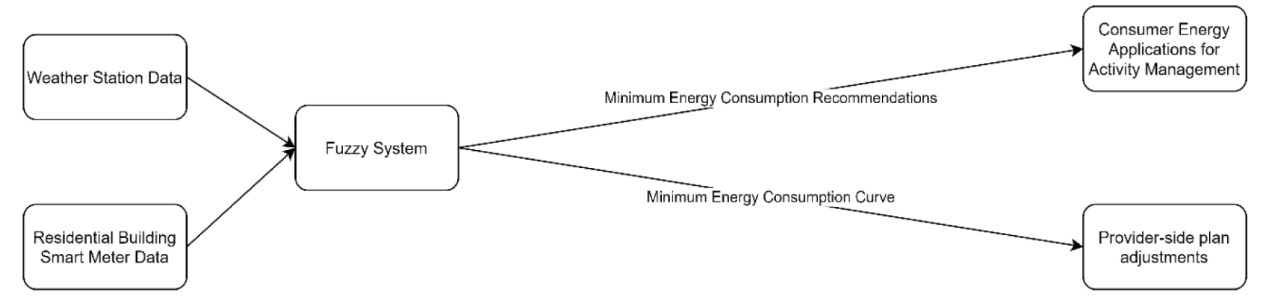 Weather Station Data
Residential Building
Smart Meter Data
Fuzzy System
Minimum Energy Consumption Recommendations
Minimum Energy Consumption Curve
Consumer Energy
Applications for
Activity Management
Provider-side plan
adjustments